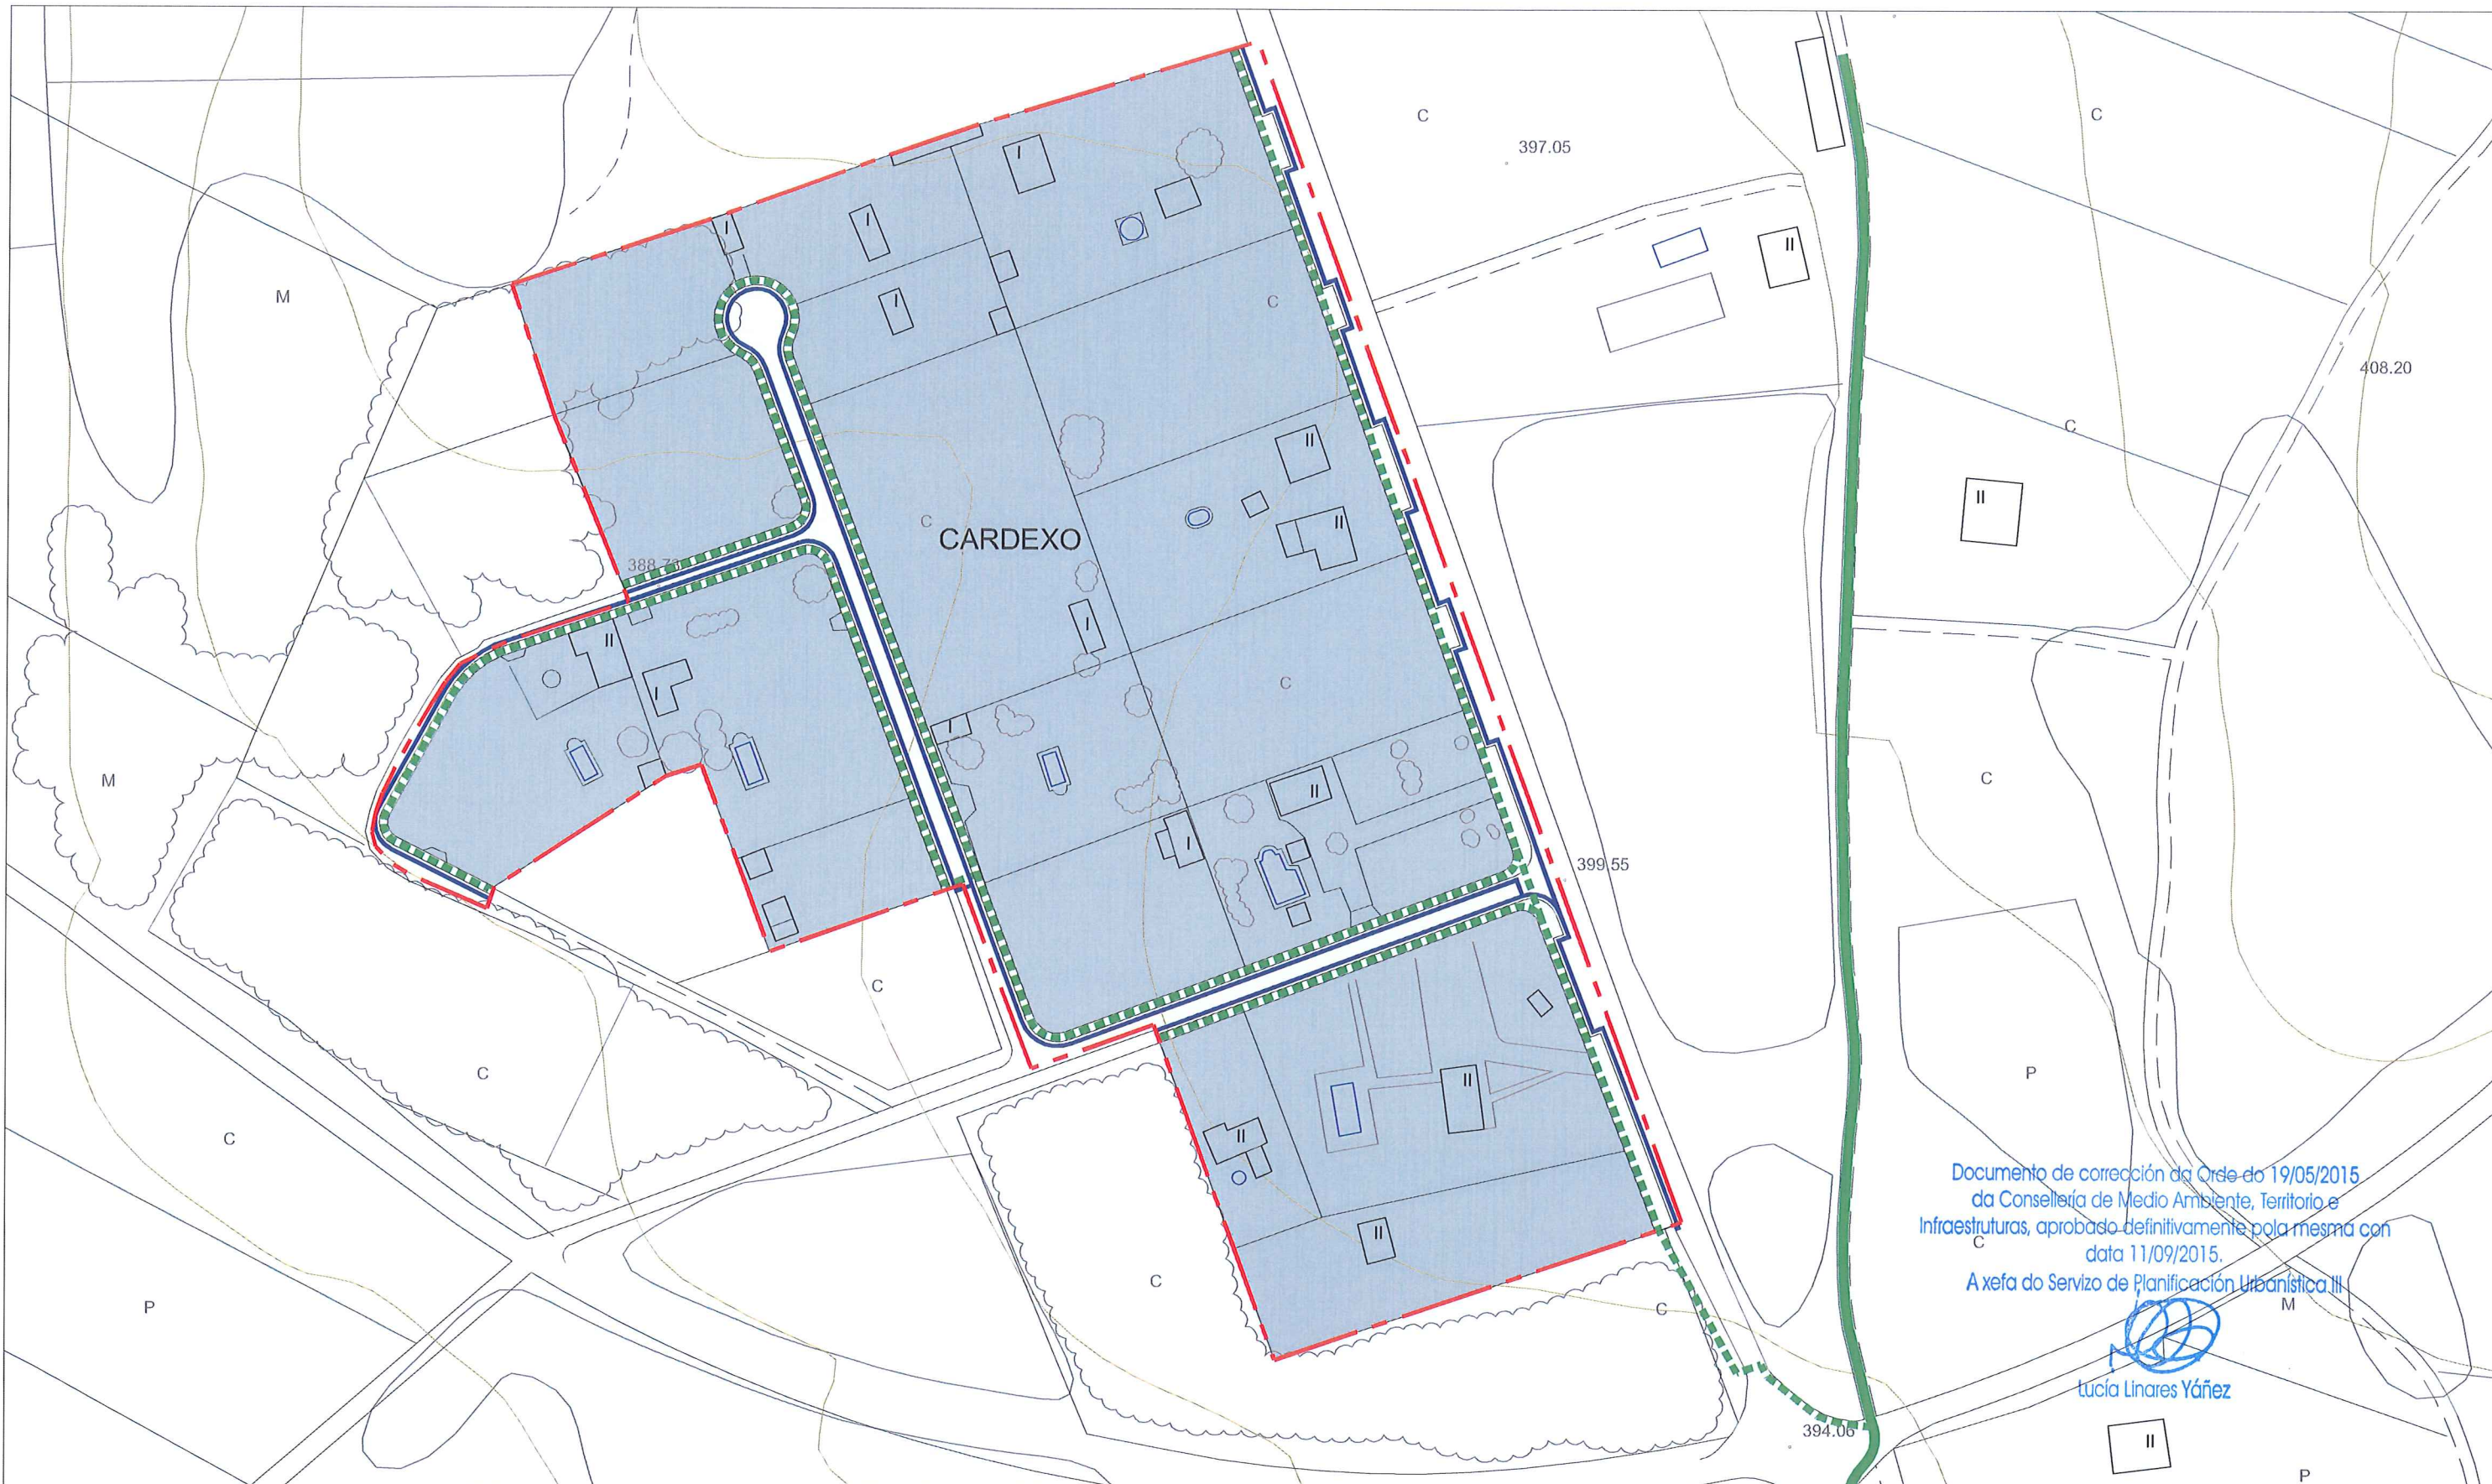 C
C
397.05
I
I
I
II
M
C
I
408.20
C
II
II
C
CARDEXO
II
388.73
I
II
C
I
I
M
C
II
I
399.55
C
C
P
II
C
II
Documento de corrección da Orde do 19/05/2015
da Consellería de Medio Ambiente, Territorio e
Infraestruturas, aprobado definitivamente pola mesma con
data 11/09/2015.
A xefa do Servizo de Planificación Urbanística III
Lucía Linares Yáñez
II
C
C
C
M
P
394.06
II
P